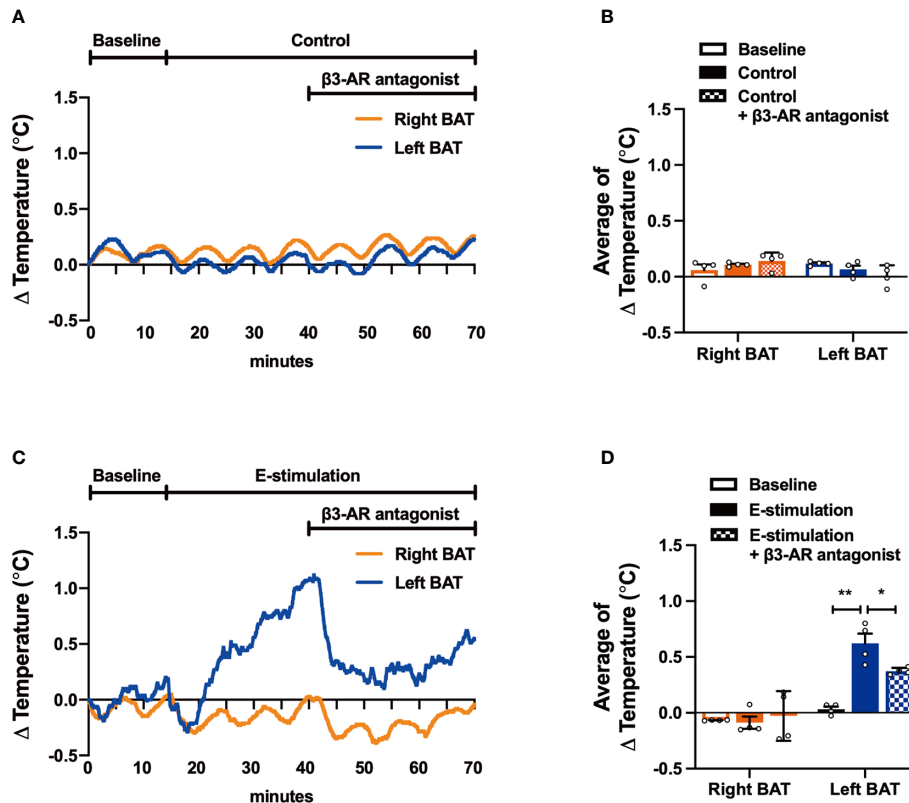 A
Baseline
Control
β3-AR antagonist
Δ Temperature (°C)
1.5
1.0
0.5
0.0
-0.5
Right BAT
Left BAT
0 10 20 30 40 50 60 70
minutes
B
Baseline
Control
Control
+ β3-AR antagonist
Average of
Δ Temperature (°C)
1.5
1.0
0.5
0.0
-0.5
Right BAT Left BAT
C
Baseline
E-stimulation
β3-AR antagonist
Δ Temperature (°C)
1.5
1.0
0.5
0.0
-0.5
Right BAT
Left BAT
0 10 20 30 40 50 60 70
minutes
D
Baseline
E-stimulation
E-stimulation
+ β3-AR antagonist
Average of
Δ Temperature (°C)
1.5
1.0
0.5
0.0
-0.5
** *
Right BAT Left BAT